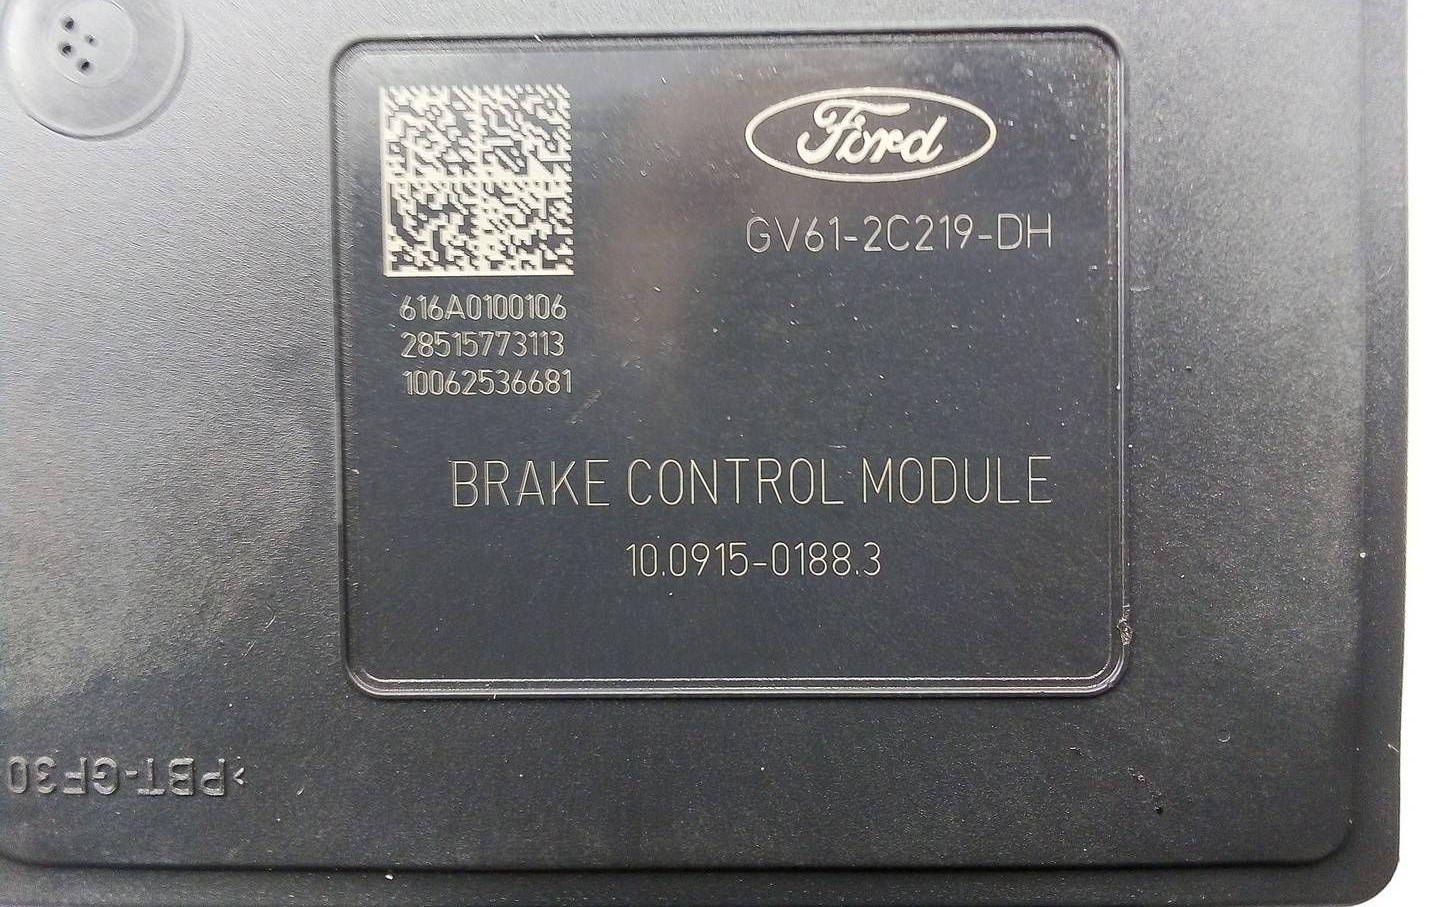 Ford
GV61-2C219-DH
616A0100106
28515773113
10062536681
BRAKE CONTROL MODULE
10.0915-0188.3
>PBT-GF30